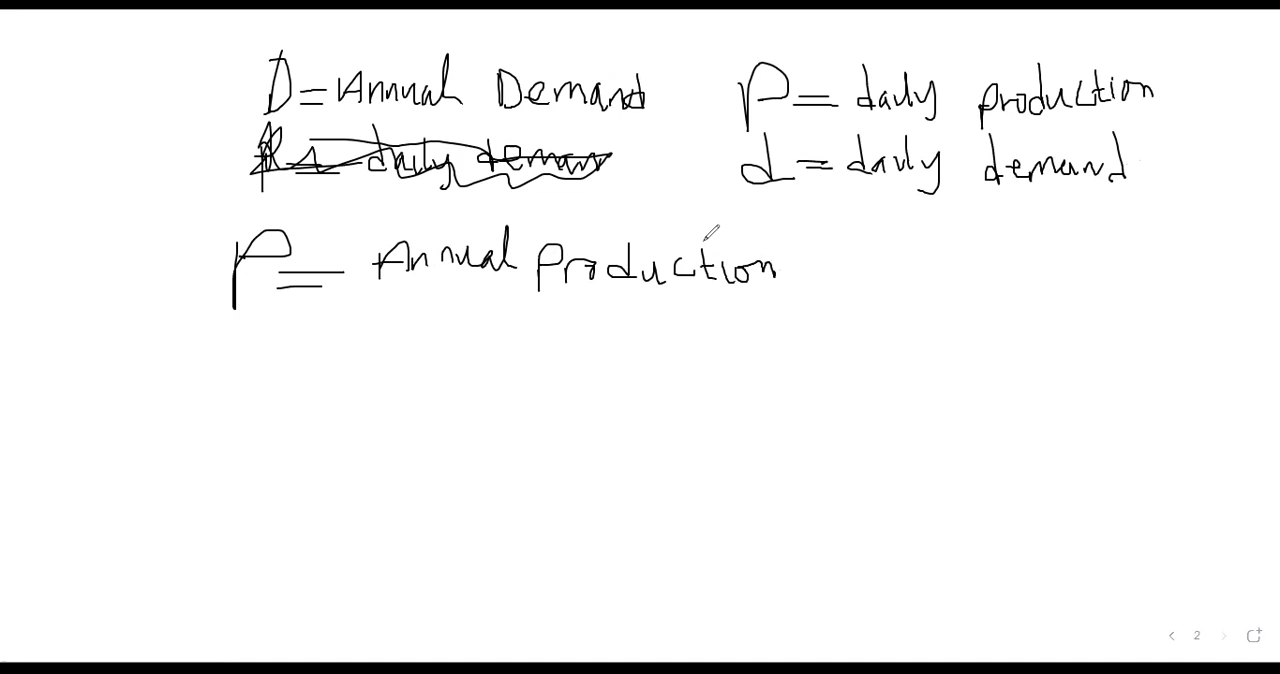 D = Annual Demand
P = daily production
d = daily demand
P = Annual Production
2